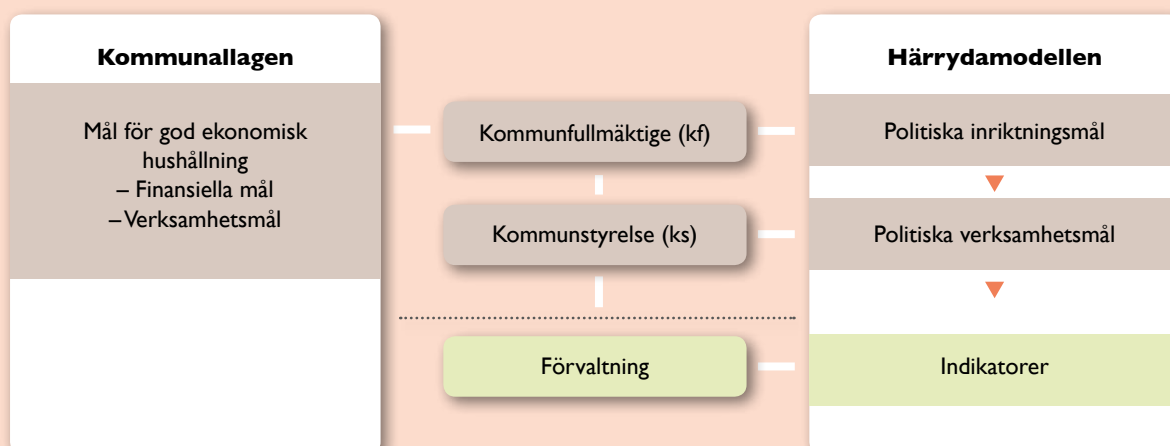 Kommunallagen
Mål för god ekonomisk
hushållning
– Finansiella mål
– Verksamhetsmål
Kommunfullmäktige (kf)
Kommunstyrelse (ks)
Förvaltning
Härrydamodellen
Politiska inriktningsmål
Politiska verksamhetsmål
Indikatorer